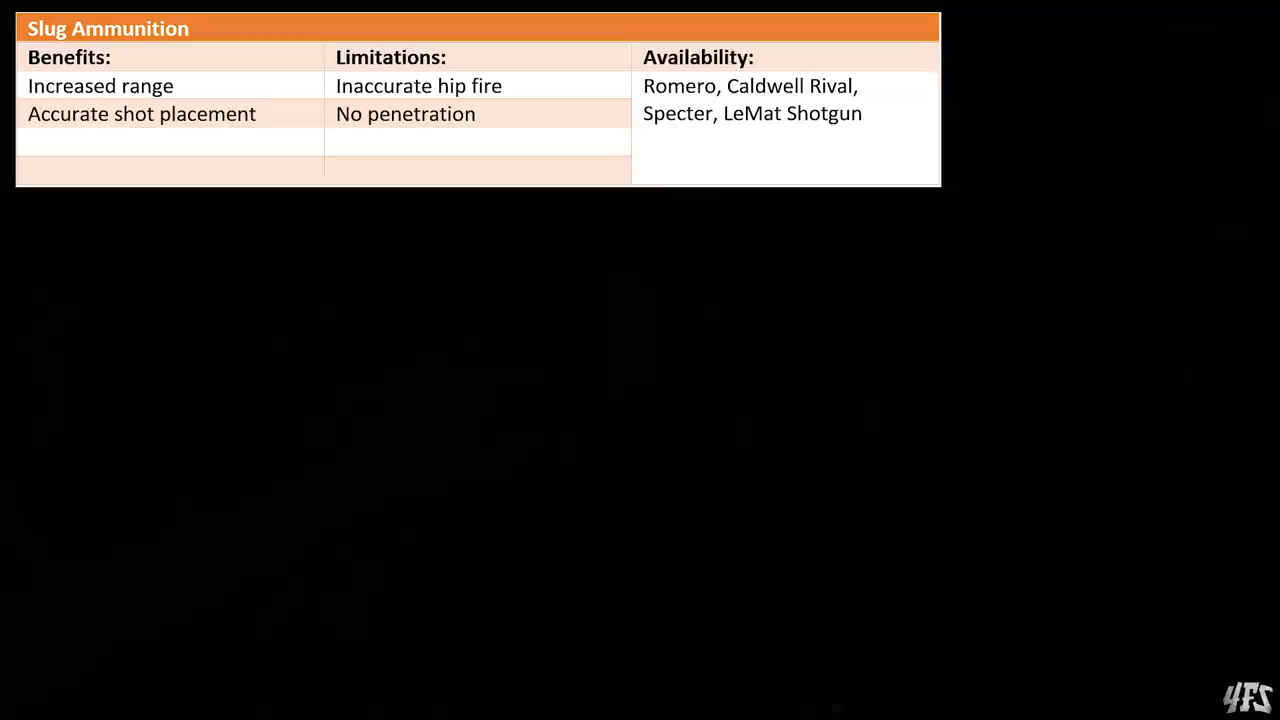 Slug Ammunition
Benefits: Limitations: Availability:
Increased range Inaccurate hip fire Romero, Caldwell Rival,
Accurate shot placement No penetration Specter, LeMat Shotgun
4FS